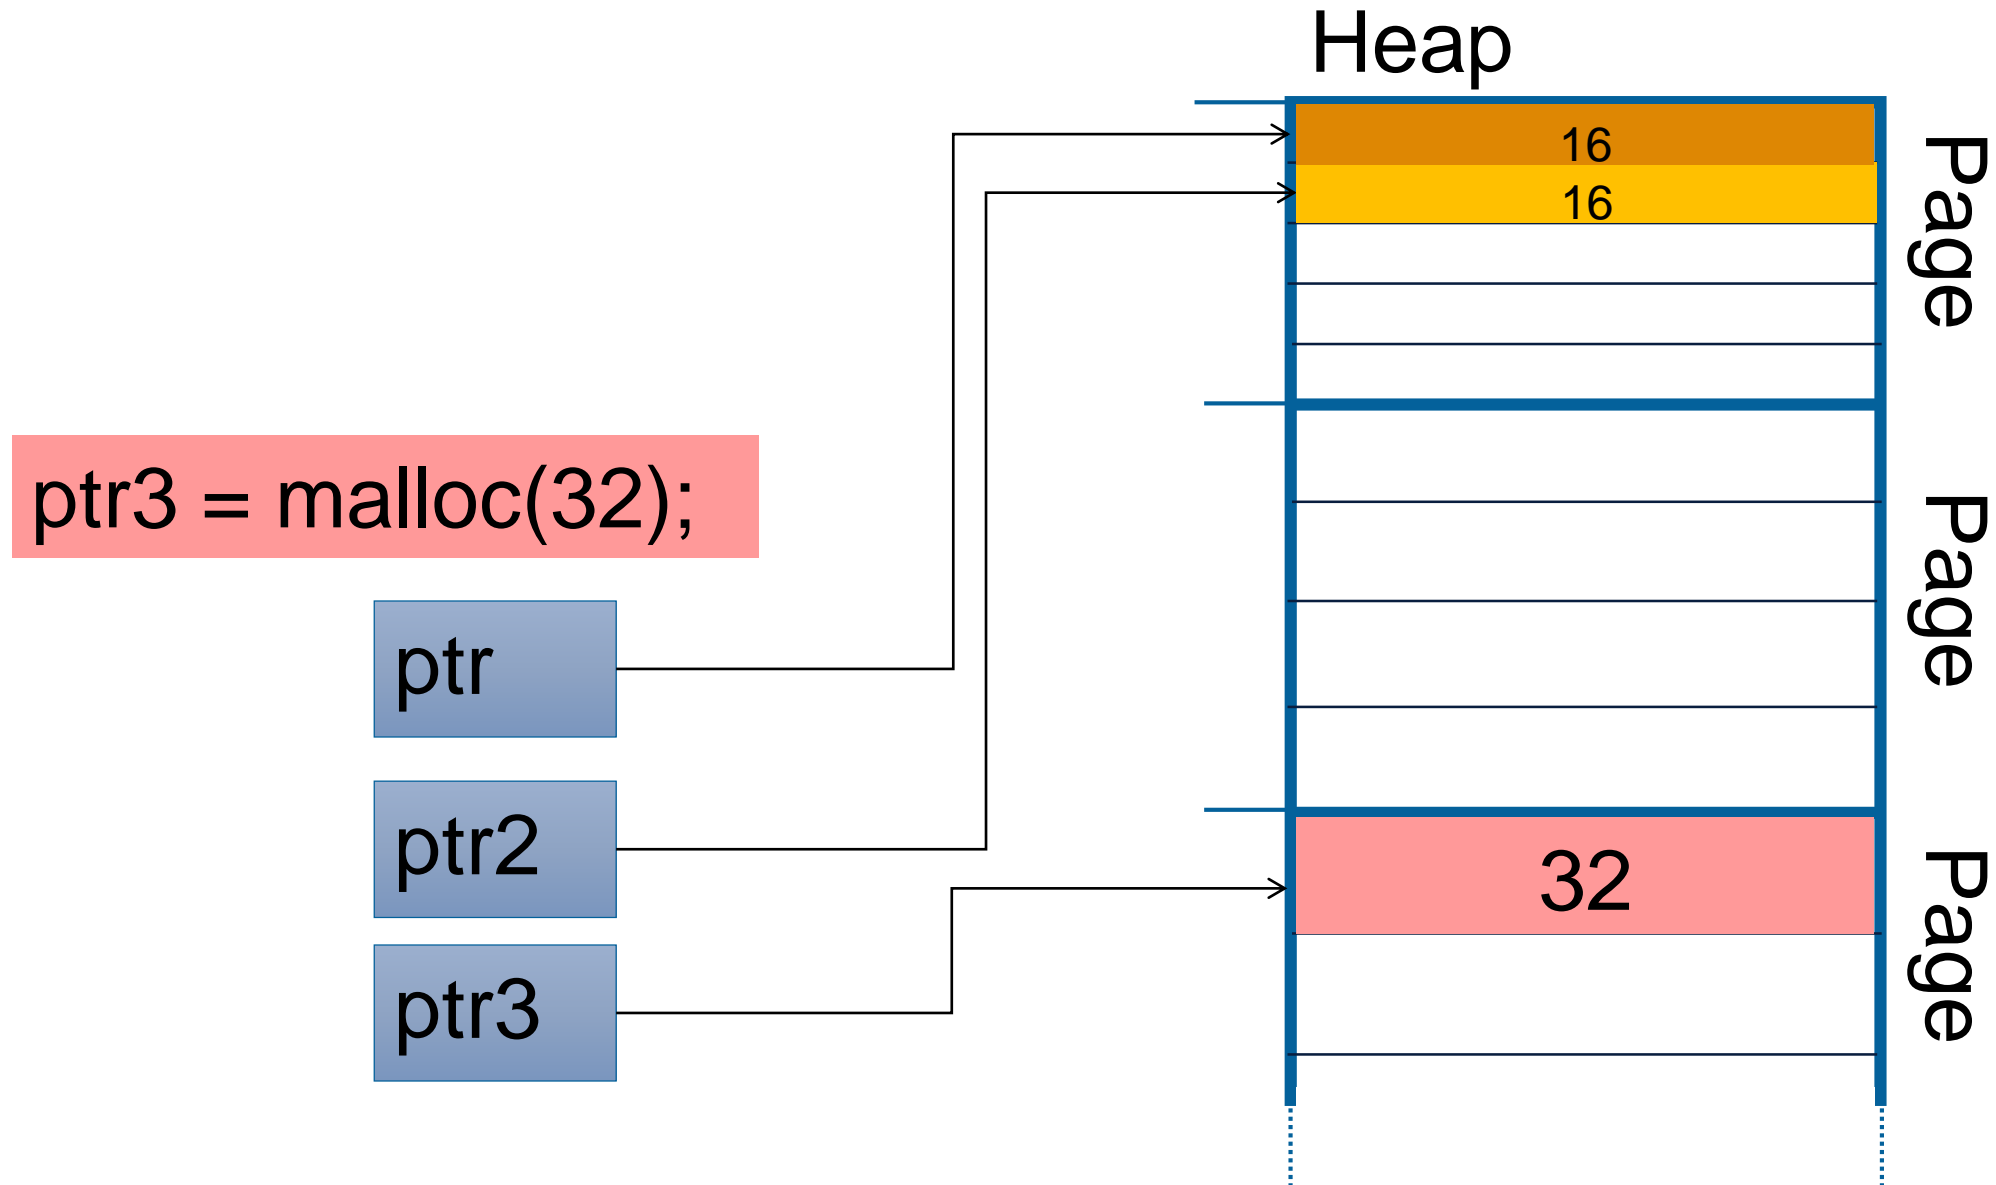 Heap
16
16
Page
ptr3 = malloc(32);
Page
ptr
ptr2
32
Page
ptr3